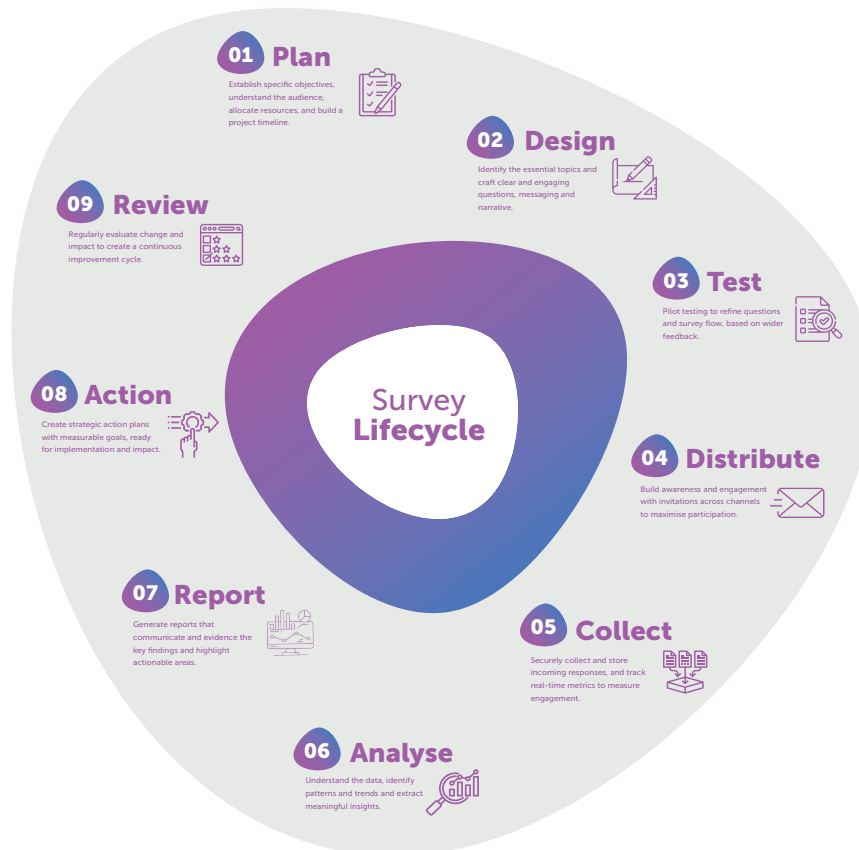 01 Plan
Establish specific objectives,
understand the audience,
allocate resources, and build a
project timeline.
02 Design
Identify the essential topics and
craft clear and engaging
questions, messaging and
narrative.
03 Test
Pilot testing to refine questions
and survey flow, based on wider
feedback.
04 Distribute
Build awareness and engagement
with invitations across channels
to maximise participation.
05 Collect
Securely collect and store
incoming responses, and track
real-time metrics to measure
engagement.
06 Analyse
Understand the data, identify
patterns and trends and extract
meaningful insights.
07 Report
Generate reports that
communicate and evidence the
key findings and highlight
actionable areas.
08 Action
Create strategic action plans
with measurable goals, ready
for implementation and impact.
09 Review
Regularly evaluate change and
impact to create a continuous
improvement cycle.
Survey
Lifecycle